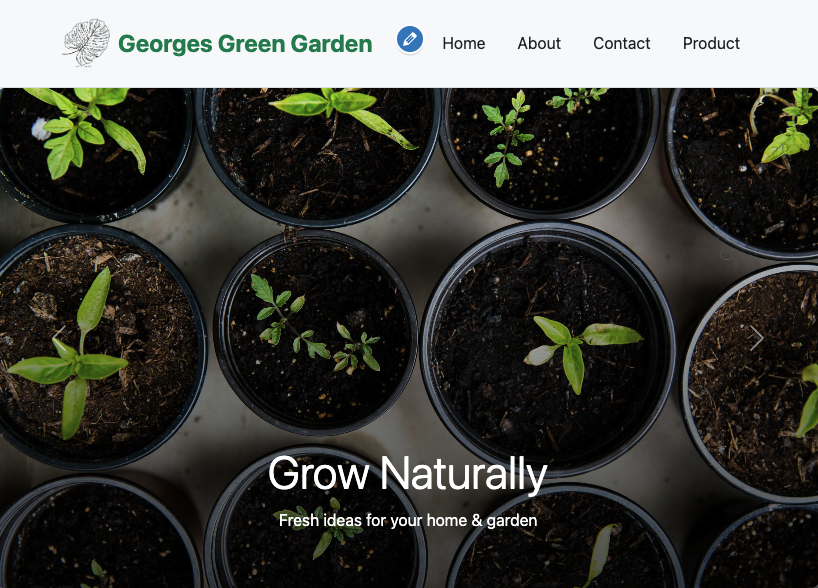 Georges Green Garden
Home About Contact Product
Grow Naturally
Fresh ideas for your home & garden